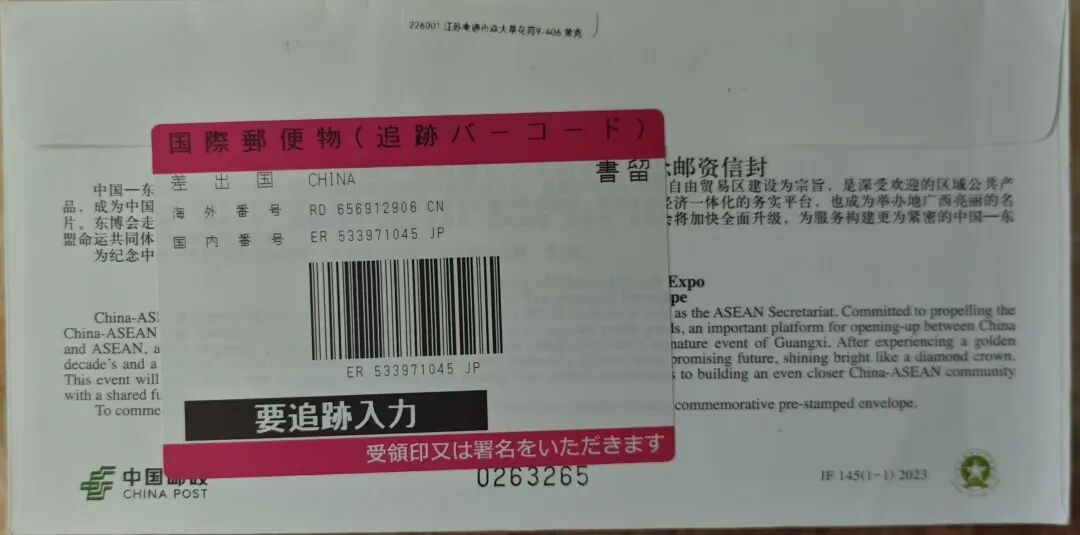 226001 江苏南通市
9-406
国際郵便物(追跡バーコード)
差出国 CHINA
書留
海外番号 RD 656912906 CN
国内番号 ER 533971045 JP
ER 533971045 JP
要追跡入力
受領印又は署名をいただきます
邮资信封
中国—东
自由贸易区建设为宗旨，是深受欢迎的区域公共产
品，成为中国
经济一体化的务实平台，也成为举办地广西亮丽的名
片。东博会走
将加快全面升级，为服务构建更为紧密的中国—东
盟命运共同体
为纪念中
Expo
pe
China-AS
as the ASEAN Secretariat. Committed to propelling the
China-ASEAN
ls, an important platform for opening-up between China
and ASEAN, a
nature event of Guangxi. After experiencing a golden
decade's and a
promising future, shining bright like a diamond crown.
This event will
s to building an even closer China-ASEAN community
with a shared fu
To comme
commemorative pre-stamped envelope.
中国邮政
CHINA POST
0263265
JF 145(1-1) 2023